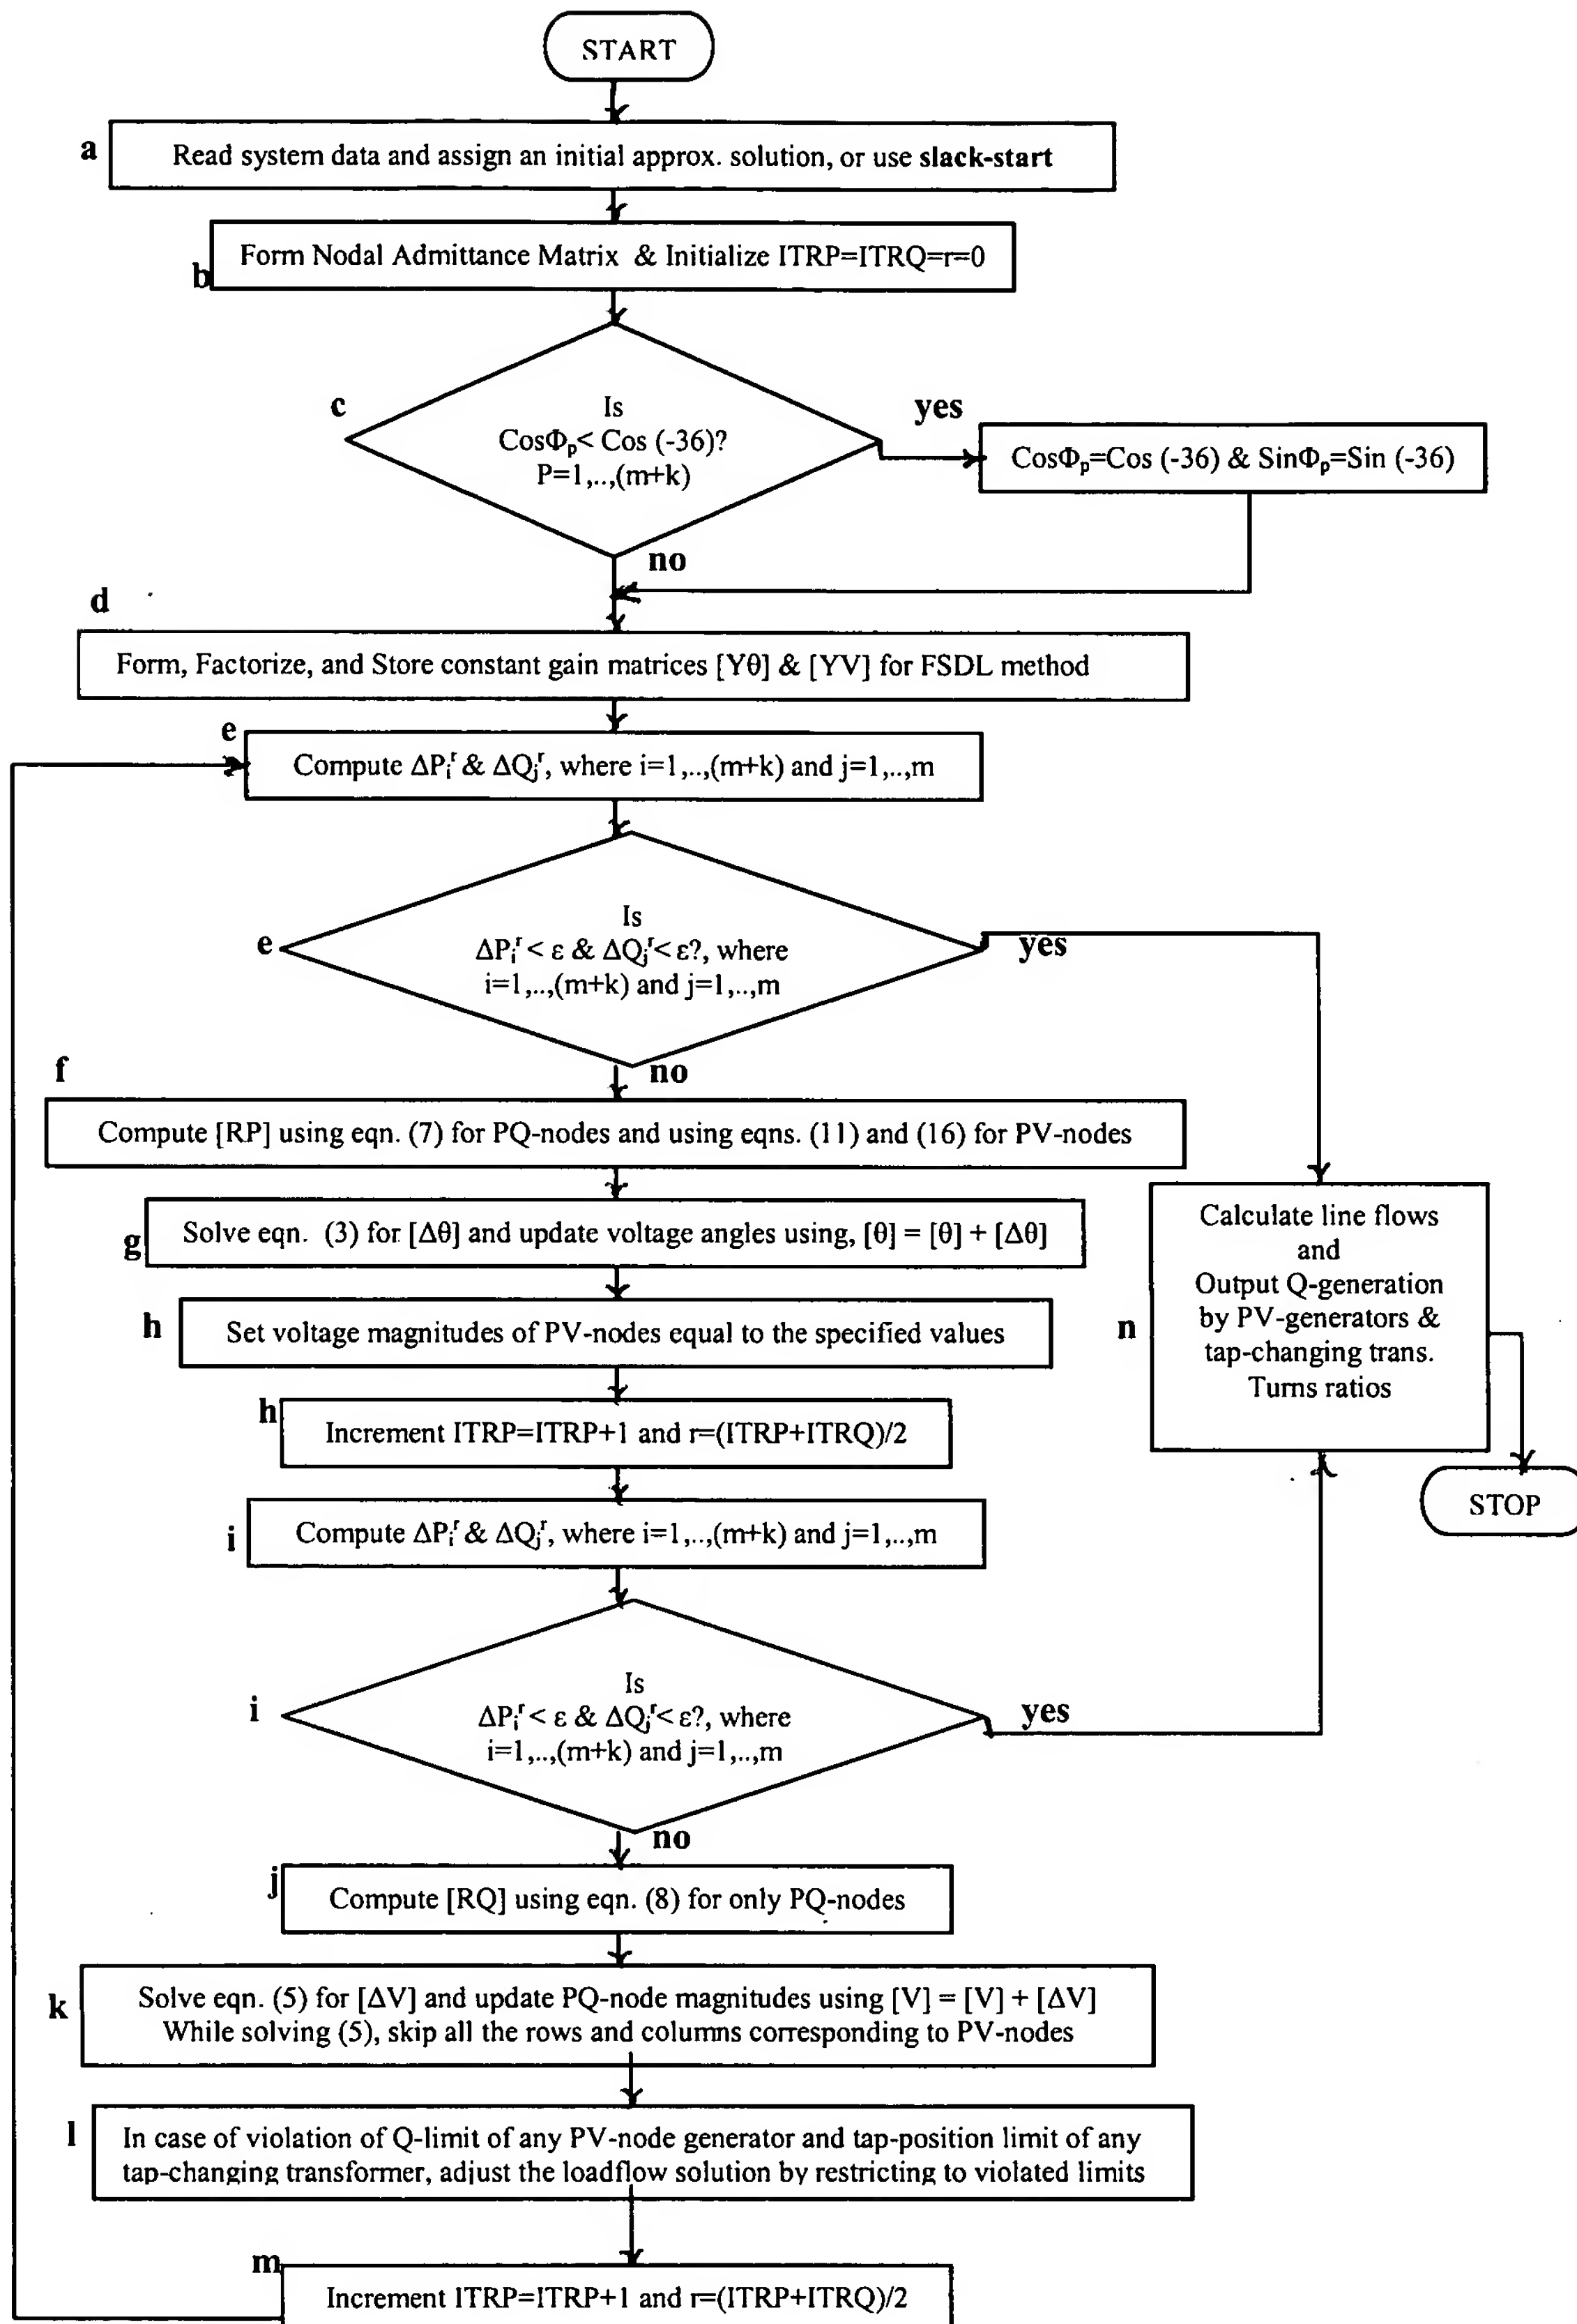 START
a
Read system data and assign an initial approx. solution, or use slack-start
b
Form Nodal Admittance Matrix & Initialize ITRP=ITRQ=r=0
c
Is
CosΦp< Cos (-36)?
P=1,..,(m+k)
yes
CosΦp=Cos (-36) & SinΦp=Sin (-36)
no
d
Form, Factorize, and Store constant gain matrices [Yθ] & [YV] for FSDL method
e
Compute ΔPi^r & ΔQj^r, where i=1,..,(m+k) and j=1,..,m
e
Is
ΔPi^r < ε & ΔQj^r < ε?, where
i=1,..,(m+k) and j=1,..,m
yes
no
f
Compute [RP] using eqn. (7) for PQ-nodes and using eqns. (11) and (16) for PV-nodes
g
Solve eqn. (3) for [Δθ] and update voltage angles using, [θ] = [θ] + [Δθ]
h
Set voltage magnitudes of PV-nodes equal to the specified values
n
Calculate line flows
and
Output Q-generation
by PV-generators &
tap-changing trans.
Turns ratios
STOP
h
Increment ITRP=ITRP+1 and r=(ITRP+ITRQ)/2
i
Compute ΔPi^r & ΔQj^r, where i=1,..,(m+k) and j=1,..,m
i
Is
ΔPi^r < ε & ΔQj^r < ε?, where
i=1,..,(m+k) and j=1,..,m
yes
no
j
Compute [RQ] using eqn. (8) for only PQ-nodes
k
Solve eqn. (5) for [ΔV] and update PQ-node magnitudes using [V] = [V] + [ΔV]
While solving (5), skip all the rows and columns corresponding to PV-nodes
l
In case of violation of Q-limit of any PV-node generator and tap-position limit of any
tap-changing transformer, adjust the loadflow solution by restricting to violated limits
m
Increment ITRP=ITRP+1 and r=(ITRP+ITRQ)/2